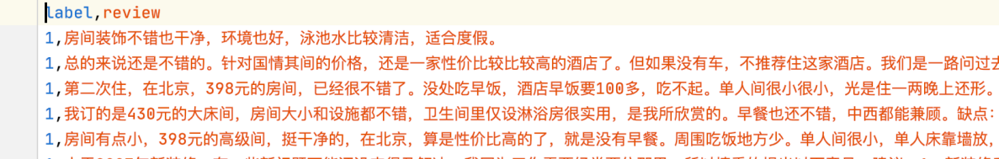 label,review
1,房间装饰不错也干净，环境也好，泳池水比较清洁，适合度假。
1,总的来说还是不错的。针对国情其间的价格，还是一家性价比较比较高的酒店了。但如果没有车，不推荐住这家酒店。我们是一路问过去
1,第二次住，在北京，398元的房间，已经很不错了。没处吃早饭，酒店早饭要100多，吃不起。单人间很小很小，光是住一两晚上还形。
1,我订的是430元的大床间，房间大小和设施都不错，卫生间里仅设淋浴房很实用，是我所欣赏的。早餐也还不错，中西都能兼顾。缺点：
1,房间有点小，398元的高级间，挺干净的，在北京，算是性价比高的了，就是没有早餐。周围吃饭地方少。单人间很小，单人床靠墙放，